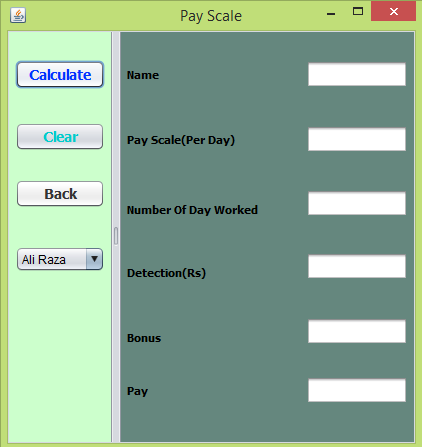 Pay Scale
Calculate
Clear
Back
Ali Raza
Name
Pay Scale(Per Day)
Number Of Day Worked
Detection(Rs)
Bonus
Pay